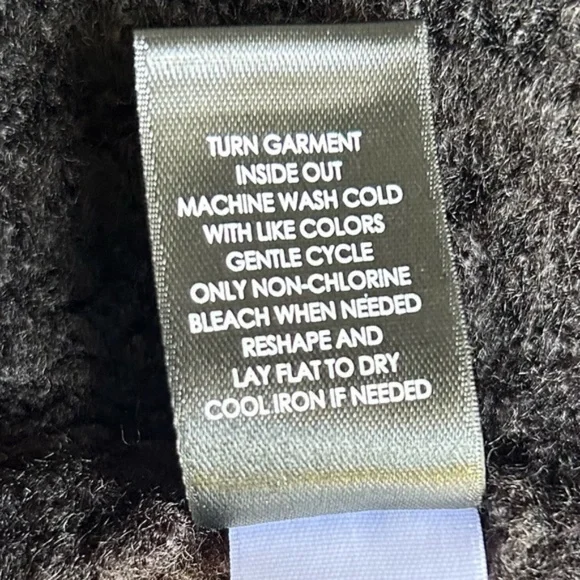 TURN GARMENT
INSIDE OUT
MACHINE WASH COLD
WITH LIKE COLORS
GENTLE CYCLE
ONLY NON-CHLORINE
BLEACH WHEN NEEDED
RESHAPE AND
LAY FLAT TO DRY
COOL IRON IF NEEDED